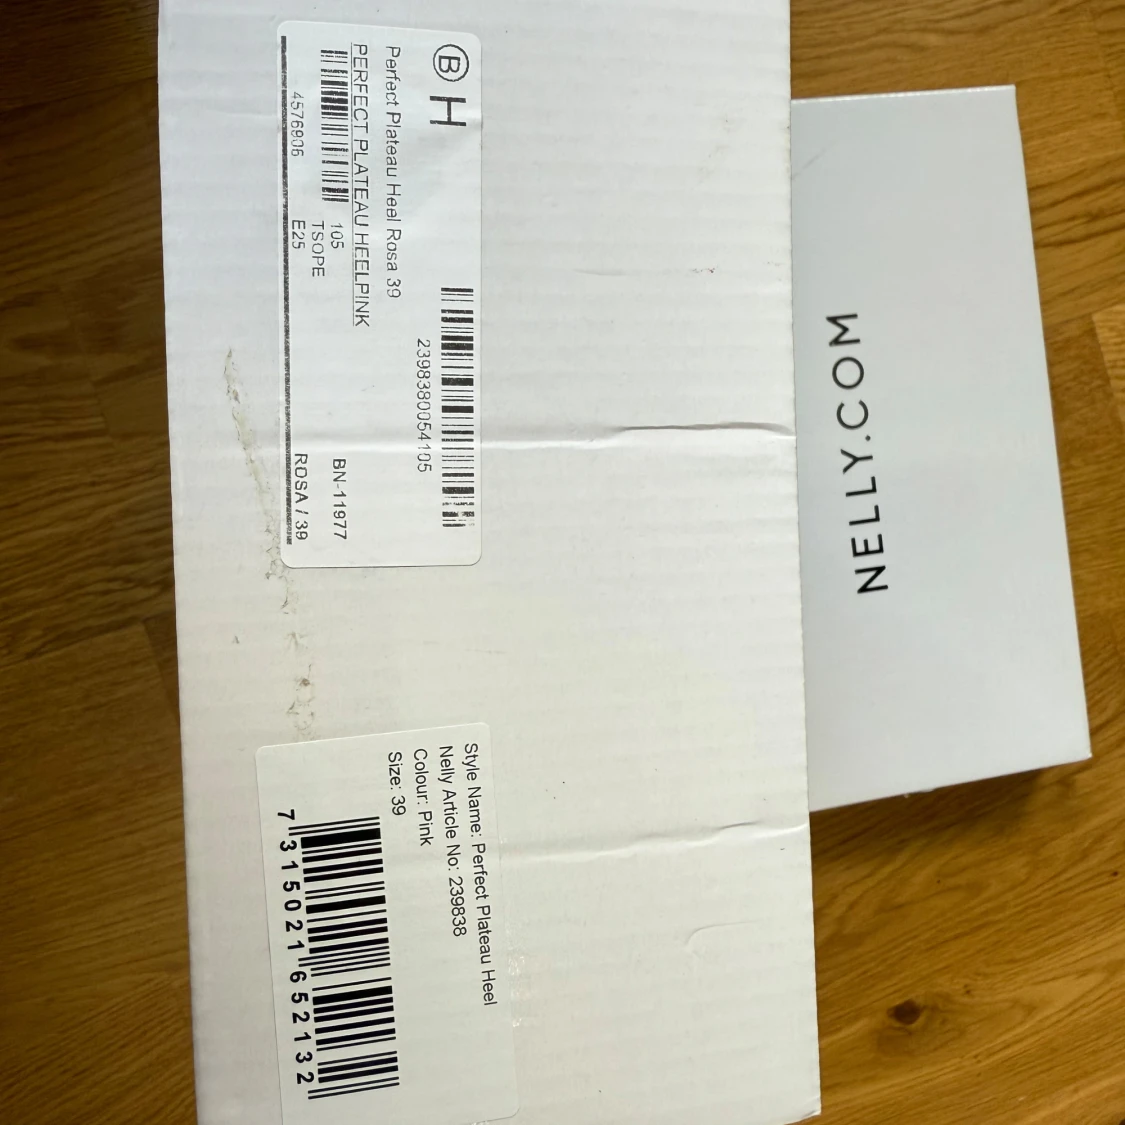 B H
2398380054105
Perfect Plateau Heel Rosa 39
PERFECT PLATEAU HEELPINK
105
BN-11977
TSOPE
4576806
E25
ROSA / 39
Style Name: Perfect Plateau Heel
Nelly Article No: 239838
Colour: Pink
Size: 39
7 315021 652132
NELLY.COM